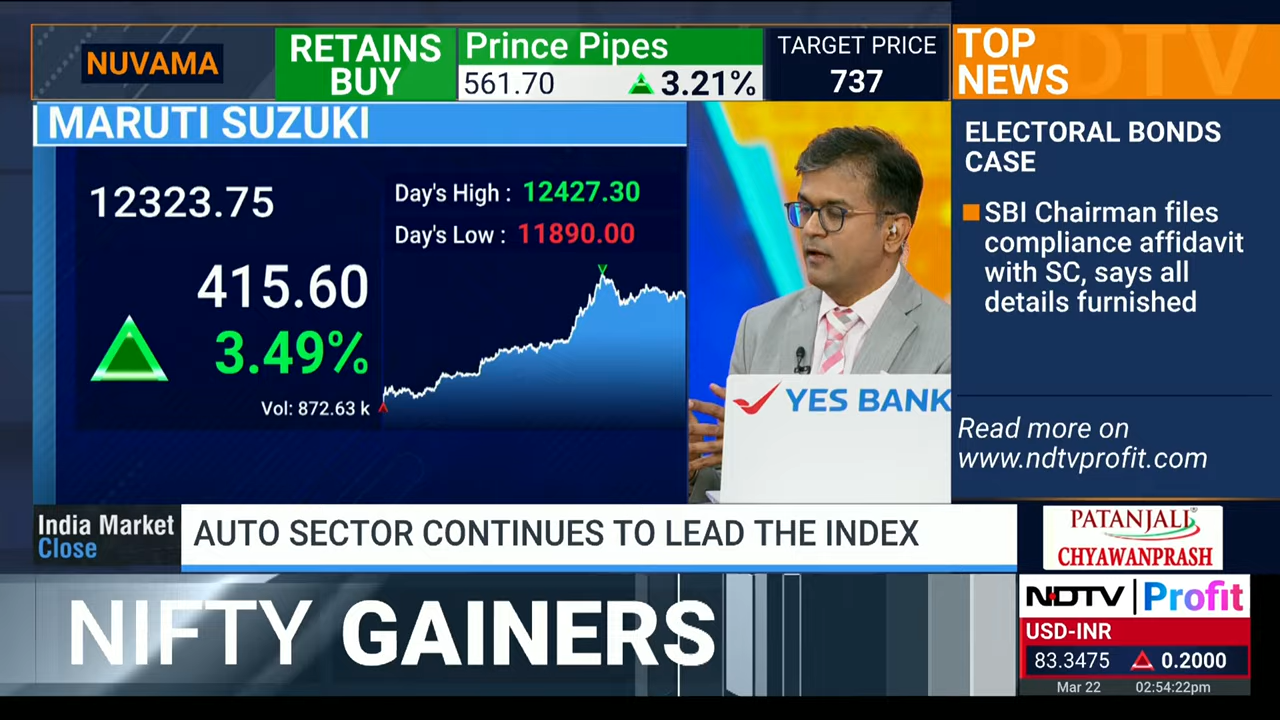 NUVAMA
RETAINS
BUY
Prince Pipes
561.70 3.21%
TARGET PRICE
737
TOP
NEWS
MARUTI SUZUKI
12323.75
415.60
3.49%
Vol: 872.63 k
Day's High : 12427.30
Day's Low : 11890.00
YES BANK
ELECTORAL BONDS
CASE
SBI Chairman files
compliance affidavit
with SC, says all
details furnished
Read more on
www.ndtvprofit.com
India Market
Close
AUTO SECTOR CONTINUES TO LEAD THE INDEX
PATANJALI®
CHYAWANPRASH
NIFTY GAINERS
NDTV Profit
USD-INR
83.3475 0.2000
Mar 22 02:54:22pm